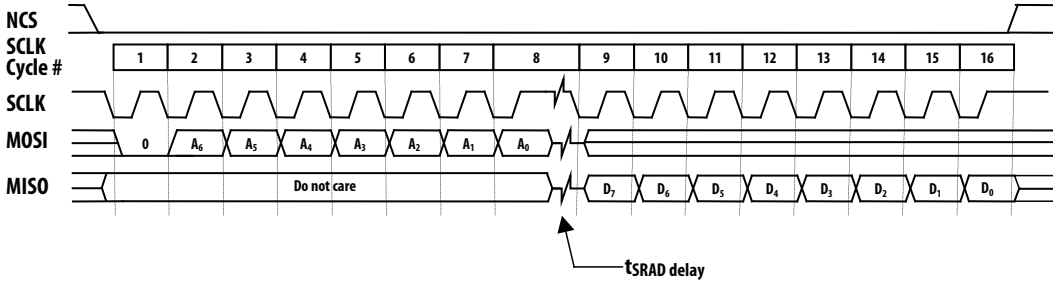 NCS
SCLK
Cycle #
1 2 3 4 5 6 7 8 9 10 11 12 13 14 15 16
SCLK
MOSI
0 A6 A5 A4 A3 A2 A1 A0
MISO
Do not care
D7 D6 D5 D4 D3 D2 D1 D0
tSRAD delay